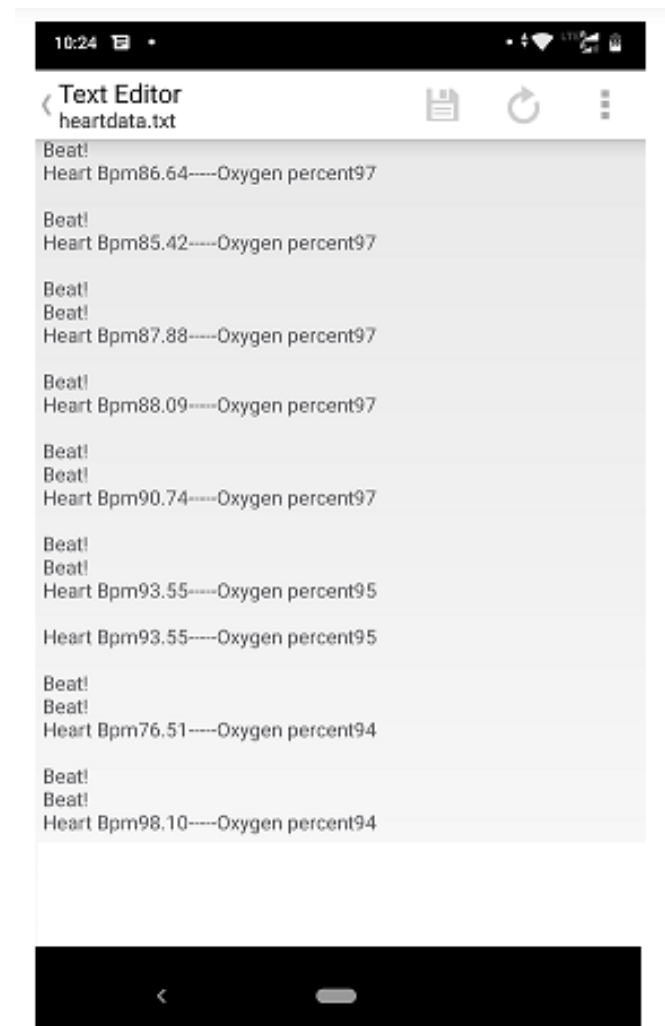 10:24
Text Editor
heartdata.txt
Beat!
Heart Bpm86.64-----Oxygen percent97
Beat!
Heart Bpm85.42-----Oxygen percent97
Beat!
Beat!
Heart Bpm87.88-----Oxygen percent97
Beat!
Heart Bpm88.09-----Oxygen percent97
Beat!
Beat!
Heart Bpm90.74-----Oxygen percent97
Beat!
Beat!
Heart Bpm93.55-----Oxygen percent95
Heart Bpm93.55-----Oxygen percent95
Beat!
Beat!
Heart Bpm76.51-----Oxygen percent94
Beat!
Beat!
Heart Bpm98.10-----Oxygen percent94